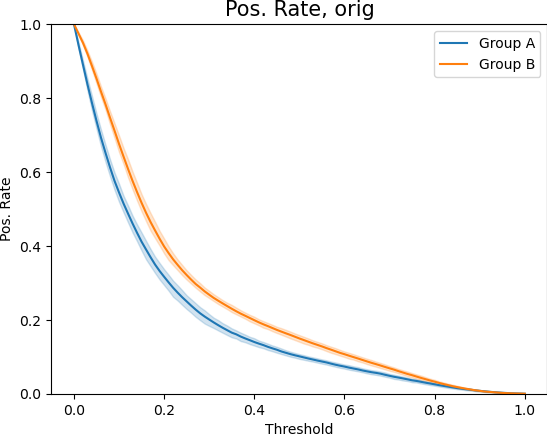 Pos. Rate, orig
Group A
Group B
Pos. Rate
1.0
0.8
0.6
0.4
0.2
0.0
0.0 0.2 0.4 0.6 0.8 1.0
Threshold